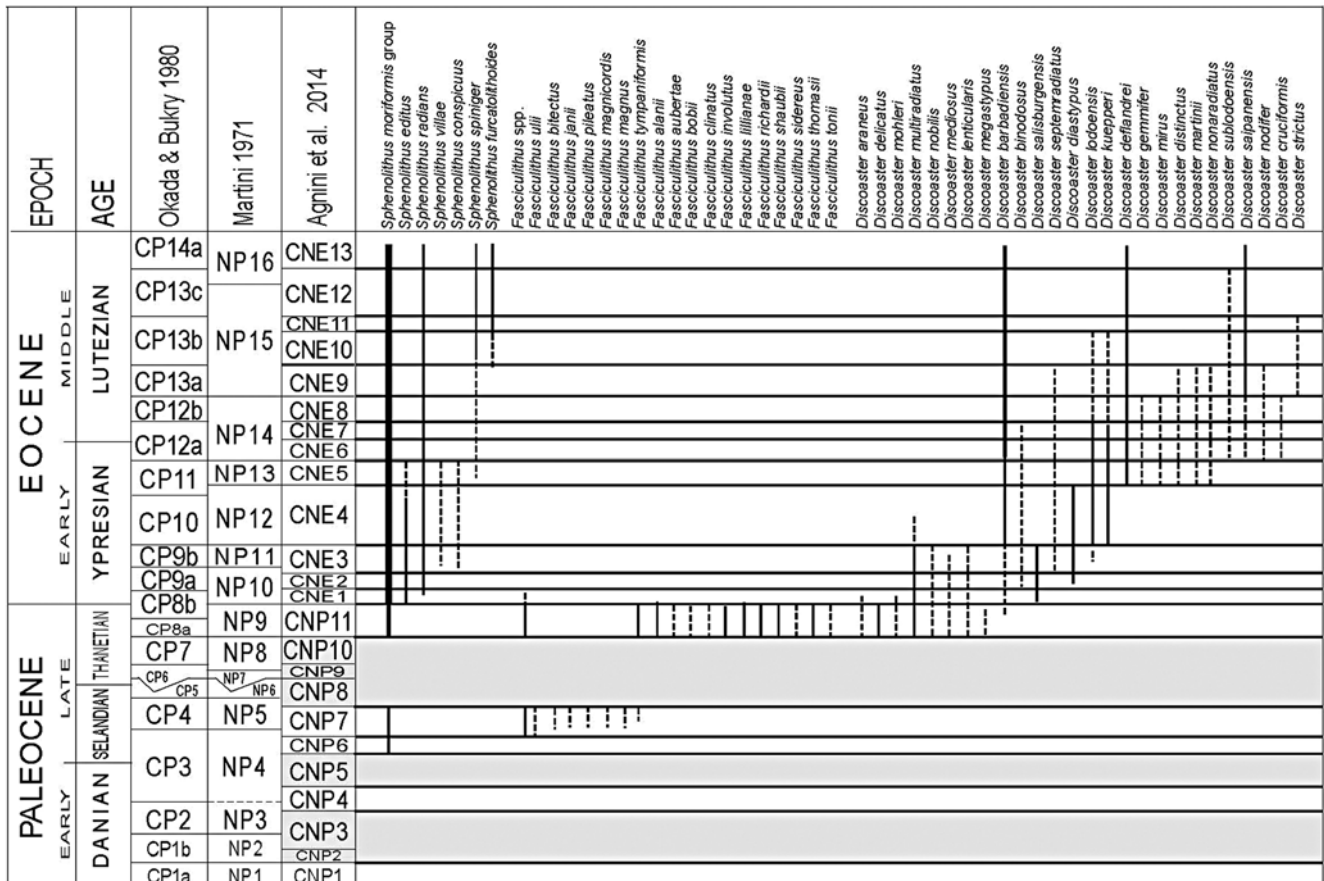 EPOCH
AGE
Okada & Bukry 1980
Martini 1971
Agnini et al. 2014
Sphenolithus moriformis group
Sphenolithus editus
Sphenolithus radians
Sphenolithus villae
Sphenolithus conspicuus
Sphenolithus spiniger
Sphenolithus furcatolithoides
Fasciculithus spp.
Fasciculithus ulii
Fasciculithus bitectus
Fasciculithus janii
Fasciculithus pileatus
Fasciculithus magnicordis
Fasciculithus magnus
Fasciculithus tympaniformis
Fasciculithus alanii
Fasciculithus aubertae
Fasciculithus bobii
Fasciculithus clinatus
Fasciculithus involutus
Fasciculithus lillianae
Fasciculithus richardii
Fasciculithus shaubii
Fasciculithus sidereus
Fasciculithus thomasii
Fasciculithus tonii
Discoaster araneus
Discoaster delicatus
Discoaster mohleri
Discoaster multiradiatus
Discoaster nobilis
Discoaster mediosus
Discoaster lenticularis
Discoaster megastypus
Discoaster barbadiensis
Discoaster binodosus
Discoaster salisburgensis
Discoaster septemradiatus
Discoaster diastypus
Discoaster lodoensis
Discoaster kuepperi
Discoaster deflandrei
Discoaster gemmifer
Discoaster mirus
Discoaster distinctus
Discoaster martinii
Discoaster nonaradiatus
Discoaster sublodoensis
Discoaster saipanensis
Discoaster nodifer
Discoaster cruciformis
Discoaster strictus
EOCENE
MIDDLE
EARLY
PALEOCENE
LATE
EARLY
LUTEZIAN
YPRESIAN
THANETIAN
SELANDIAN
DANIAN
CP14a
CP13c
CP13b
CP13a
CP12b
CP12a
CP11
CP10
CP9b
CP9a
CP8b
CP8a
CP7
CP6
CP5
CP4
CP3
CP2
CP1b
CP1a
NP16
NP15
NP14
NP13
NP12
NP11
NP10
NP9
NP8
NP7
NP6
NP5
NP4
NP3
NP2
NP1
CNE13
CNE12
CNE11
CNE10
CNE9
CNE8
CNE7
CNE6
CNE5
CNE4
CNE3
CNE2
CNE1
CNP11
CNP10
CNP9
CNP8
CNP7
CNP6
CNP5
CNP4
CNP3
CNP2
CNP1